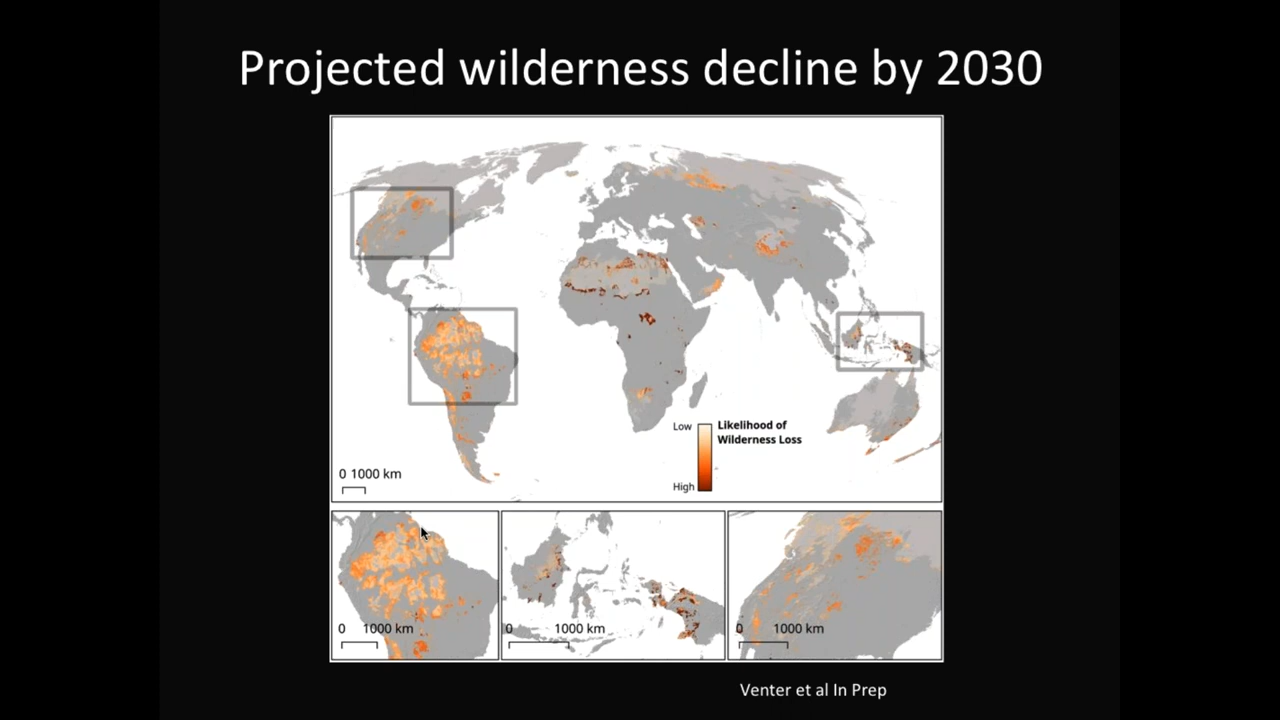 Projected wilderness decline by 2030
Low
Likelihood of
Wilderness Loss
High
0 1000 km
0 1000 km
0 1000 km
0 1000 km
Venter et al In Prep